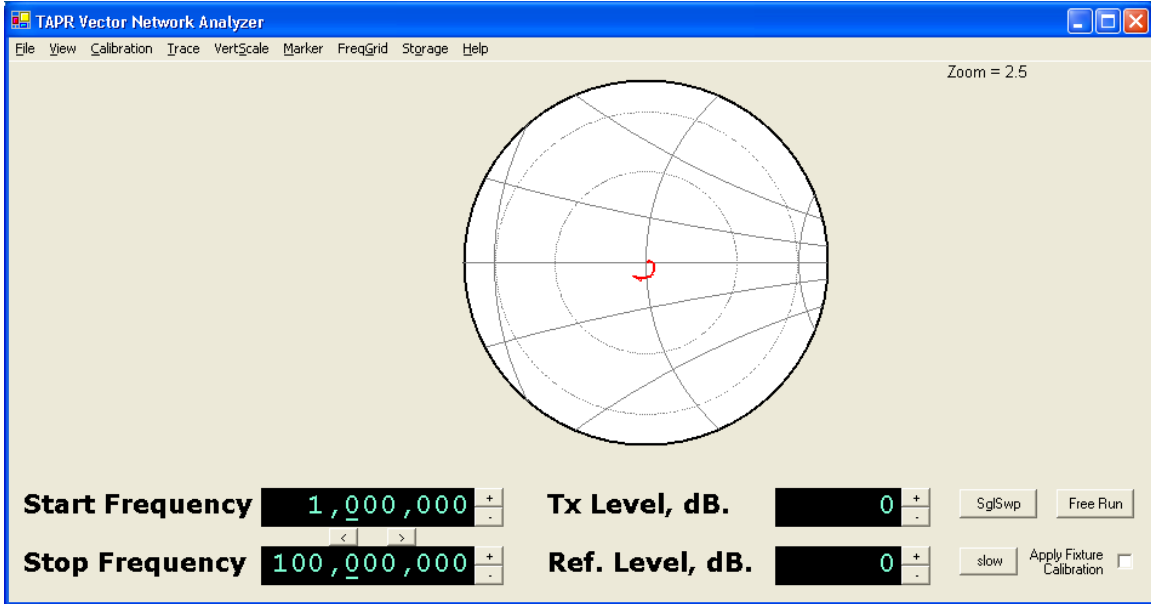 TAPR Vector Network Analyzer
File View Calibration Trace VertScale Marker FreqGrid Storage Help
Zoom = 2.5
Start Frequency 1,000,000 + - Tx Level, dB. 0 + - SglSwp Free Run
< >
Stop Frequency 100,000,000 + - Ref. Level, dB. 0 + - slow Apply Fixture
Calibration